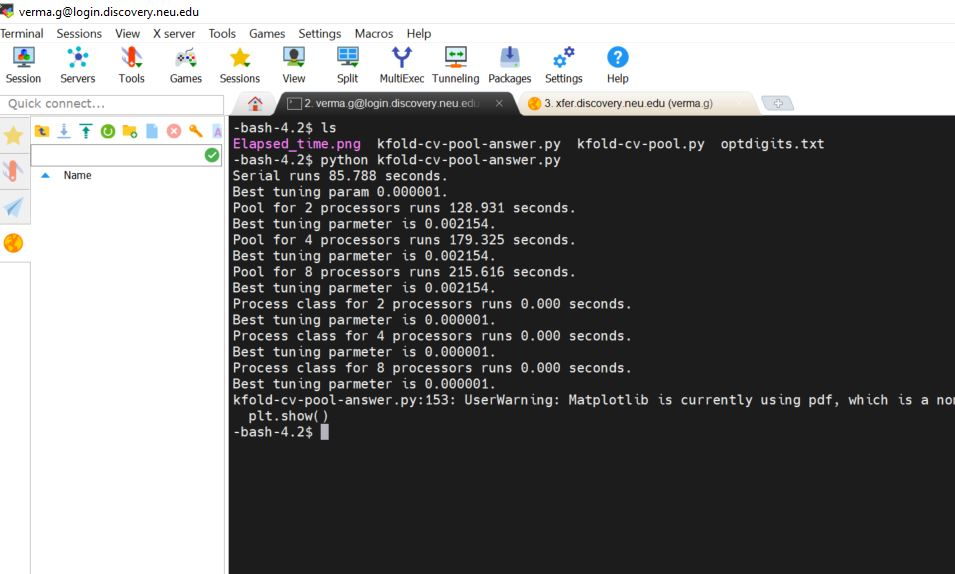 verma.g@login.discovery.neu.edu
Terminal Sessions View X server Tools Games Settings Macros Help
Session Servers Tools Games Sessions View Split MultiExec Tunneling Packages Settings Help
Quick connect...
2. verma.g@login.discovery.neu.edu
3. xfer.discovery.neu.edu (verma.g)
Name
-bash-4.2$ ls
Elapsed_time.png kfold-cv-pool-answer.py kfold-cv-pool.py optdigits.txt
-bash-4.2$ python kfold-cv-pool-answer.py
Serial runs 85.788 seconds.
Best tuning param 0.000001.
Pool for 2 processors runs 128.931 seconds.
Best tuning parmeter is 0.002154.
Pool for 4 processors runs 179.325 seconds.
Best tuning parmeter is 0.002154.
Pool for 8 processors runs 215.616 seconds.
Best tuning parmeter is 0.002154.
Process class for 2 processors runs 0.000 seconds.
Best tuning parmeter is 0.000001.
Process class for 4 processors runs 0.000 seconds.
Best tuning parmeter is 0.000001.
Process class for 8 processors runs 0.000 seconds.
Best tuning parmeter is 0.000001.
kfold-cv-pool-answer.py:153: UserWarning: Matplotlib is currently using pdf, which is a non
plt.show()
-bash-4.2$